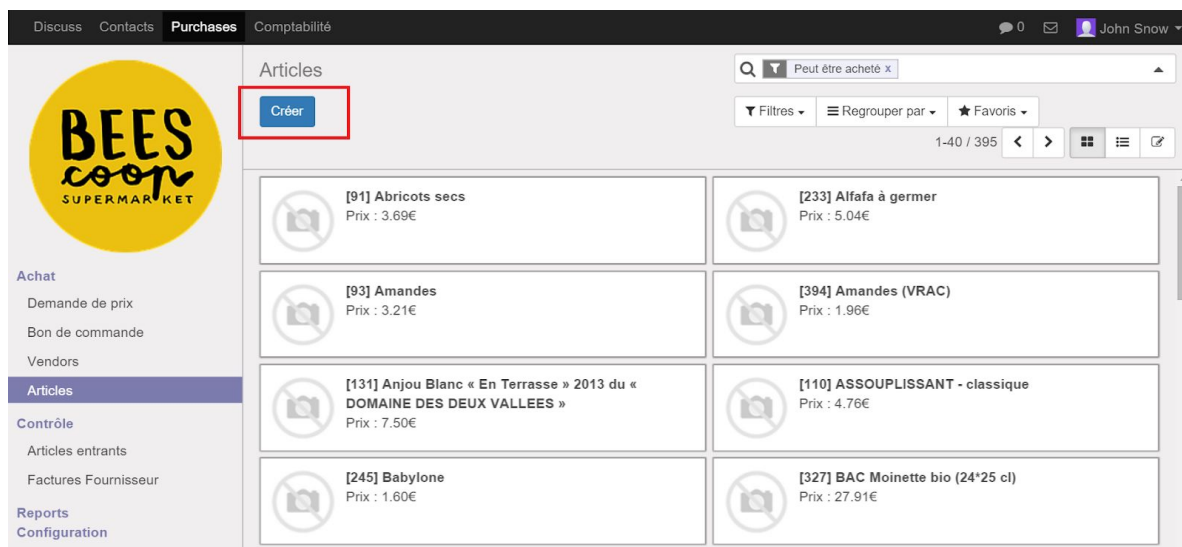 Discuss Contacts Purchases Comptabilité 0 John Snow
BEES
coop
SUPERMARKET
Articles
Peut être acheté x
Créer
Filtres Regrouper par Favoris
1-40 / 395
Achat
Demande de prix
Bon de commande
Vendors
Articles
Contrôle
Articles entrants
Factures Fournisseur
Reports
Configuration
[91] Abricots secs
Prix : 3.69€
[233] Alfafa à germer
Prix : 5.04€
[93] Amandes
Prix : 3.21€
[394] Amandes (VRAC)
Prix : 1.96€
[131] Anjou Blanc « En Terrasse » 2013 du «
DOMAINE DES DEUX VALLEES »
Prix : 7.50€
[110] ASSOUPLISSANT - classique
Prix : 4.76€
[245] Babylone
Prix : 1.60€
[327] BAC Moinette bio (24*25 cl)
Prix : 27.91€